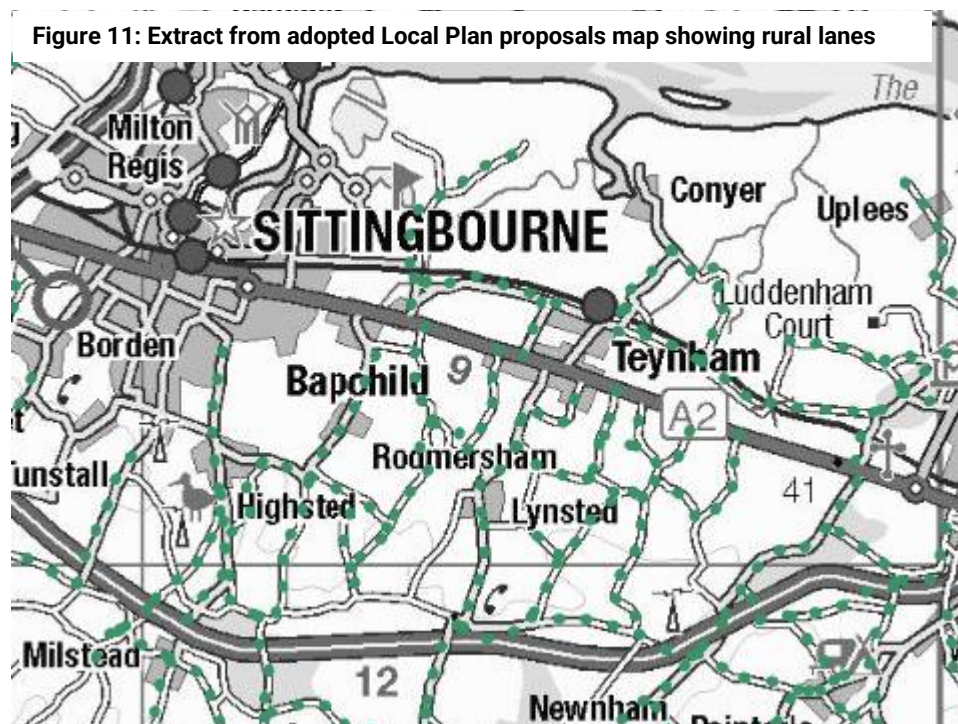 Figure 11: Extract from adopted Local Plan proposals map showing rural lanes
The
Milton
Regis
Conyer
Uplees
SITTINGBOURNE
Luddenham
Court
Borden
Teynham
Bapchild
9
A2
Rodmersham
unstall
41
Highsted
Lynsted
Milstead
12
Newnham